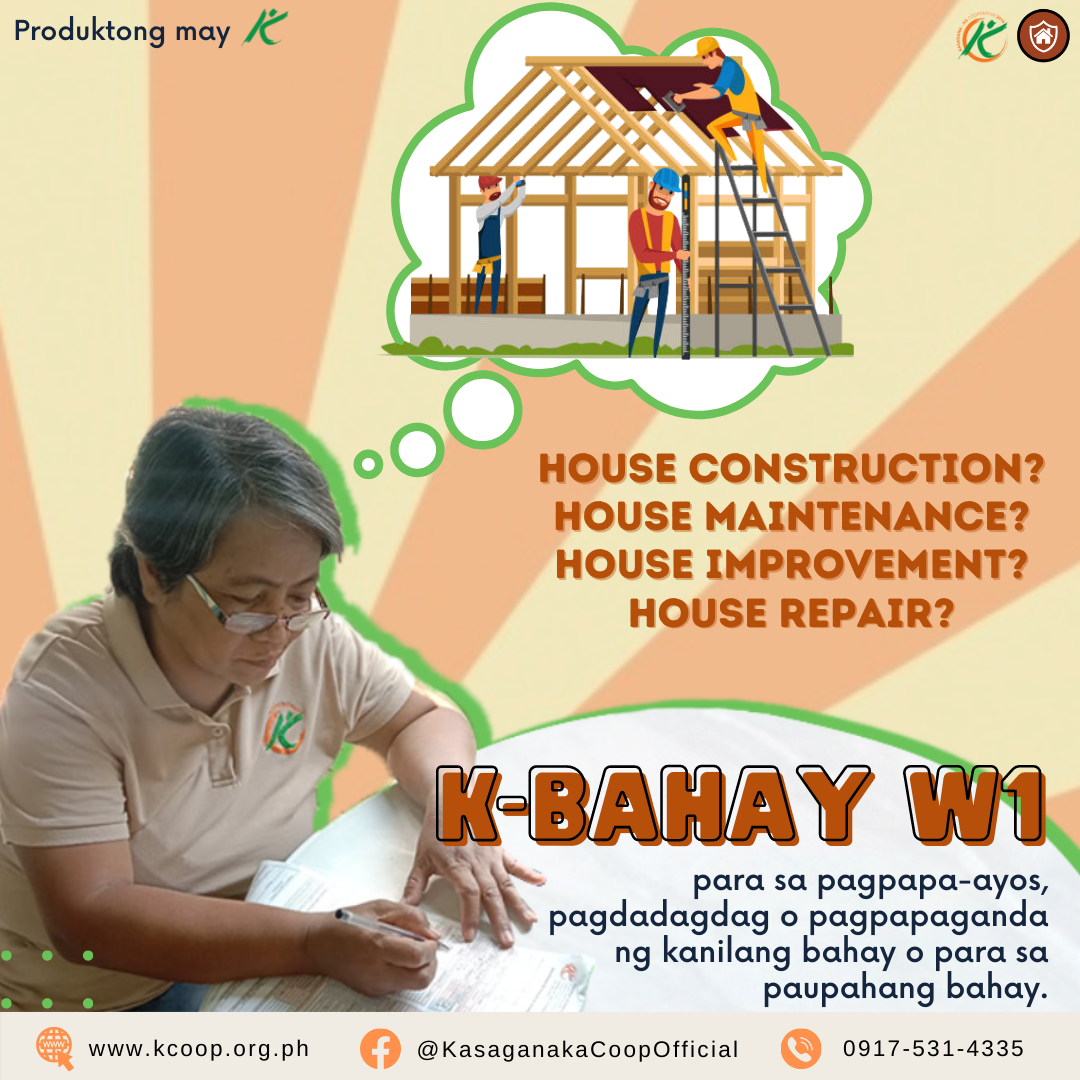 Produktong may K
HOUSE CONSTRUCTION?
HOUSE MAINTENANCE?
HOUSE IMPROVEMENT?
HOUSE REPAIR?
K-BAHAY W1
para sa pagpapa-ayos,
pagdadagdag o pagpapaganda
ng kanilang bahay o para sa
paupahang bahay.
www.kcoop.org.ph
@KasaganakaCoopOfficial
0917-531-4335